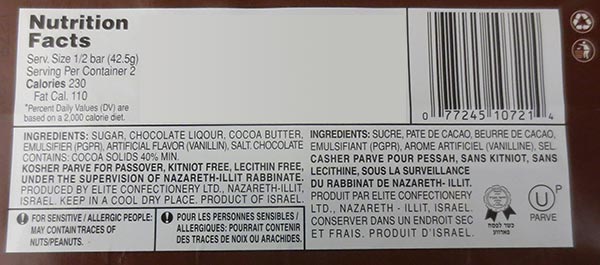 Nutrition
Facts
Serv. Size 1/2 bar (42.5g)
Serving Per Container 2
Calories 230
Fat Cal. 110
*Percent Daily Values (DV) are
based on a 2,000 calorie diet.
0 77245 10721 4
INGREDIENTS: SUGAR, CHOCOLATE LIQOUR, COCOA BUTTER,
EMULSIFIER (PGPR), ARTIFICIAL FLAVOR (VANILLIN), SALT. CHOCOLATE
CONTAINS: COCOA SOLIDS 40% MIN.
KOSHER PARVE FOR PASSOVER, KITNIOT FREE, LECITHIN FREE,
UNDER THE SUPERVISION OF NAZARETH-ILLIT RABBINATE.
PRODUCED BY ELITE CONFECTIONERY LTD., NAZARETH-ILLIT,
ISRAEL. KEEP IN A COOL DRY PLACE. PRODUCT OF ISRAEL.
INGREDIENTS: SUCRE, PATE DE CACAO, BEURRE DE CACAO,
EMULSIFIANT (PGPR), AROME ARTIFICIEL (VANILLINE), SEL.
CASHER PARVE POUR PESSAH, SANS KITNIOT, SANS
LECITHINE, SOUS LA SURVEILLANCE
DU RABBINAT DE NAZARETH- ILLIT.
PRODUIT PAR ELITE CONFECTIONERY
LTD., NAZARETH - ILLIT, ISRAEL.
CONSERVER DANS UN ENDROIT SEC
ET FRAIS. PRODUIT D'ISRAEL.
כשר לפסח
פארווע
U P
PARVE
! FOR SENSITIVE / ALLERGIC PEOPLE:
MAY CONTAIN TRACES OF
NUTS/PEANUTS.
! POUR LES PERSONNES SENSIBLES /
ALLERGIQUES: POURRAIT CONTENIR
DES TRACES DE NOIX OU ARACHIDES.